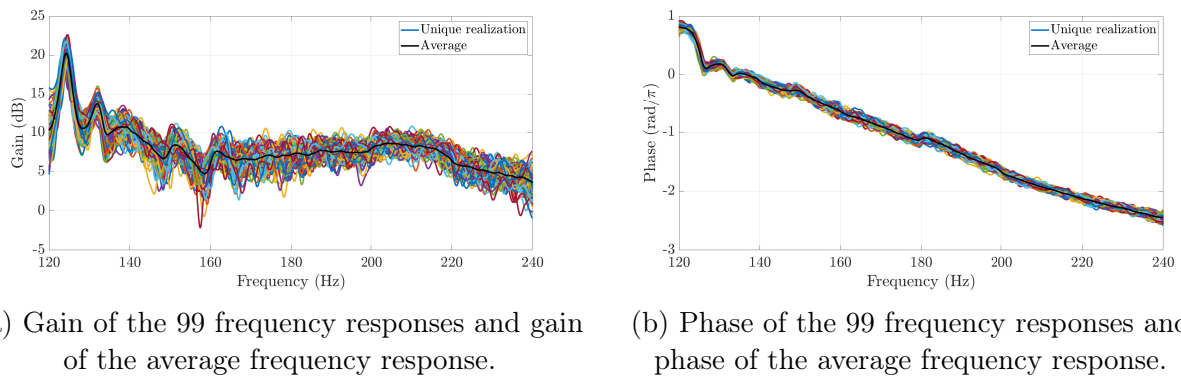 25
20
15
10
5
0
-5
Gain (dB)
120 140 160 180 200 220 240
Frequency (Hz)
Unique realization
Average
1
0
-1
-2
-3
Phase (rad/π)
120 140 160 180 200 220 240
Frequency (Hz)
Unique realization
Average
) Gain of the 99 frequency responses and gain
of the average frequency response.
(b) Phase of the 99 frequency responses and
phase of the average frequency response.